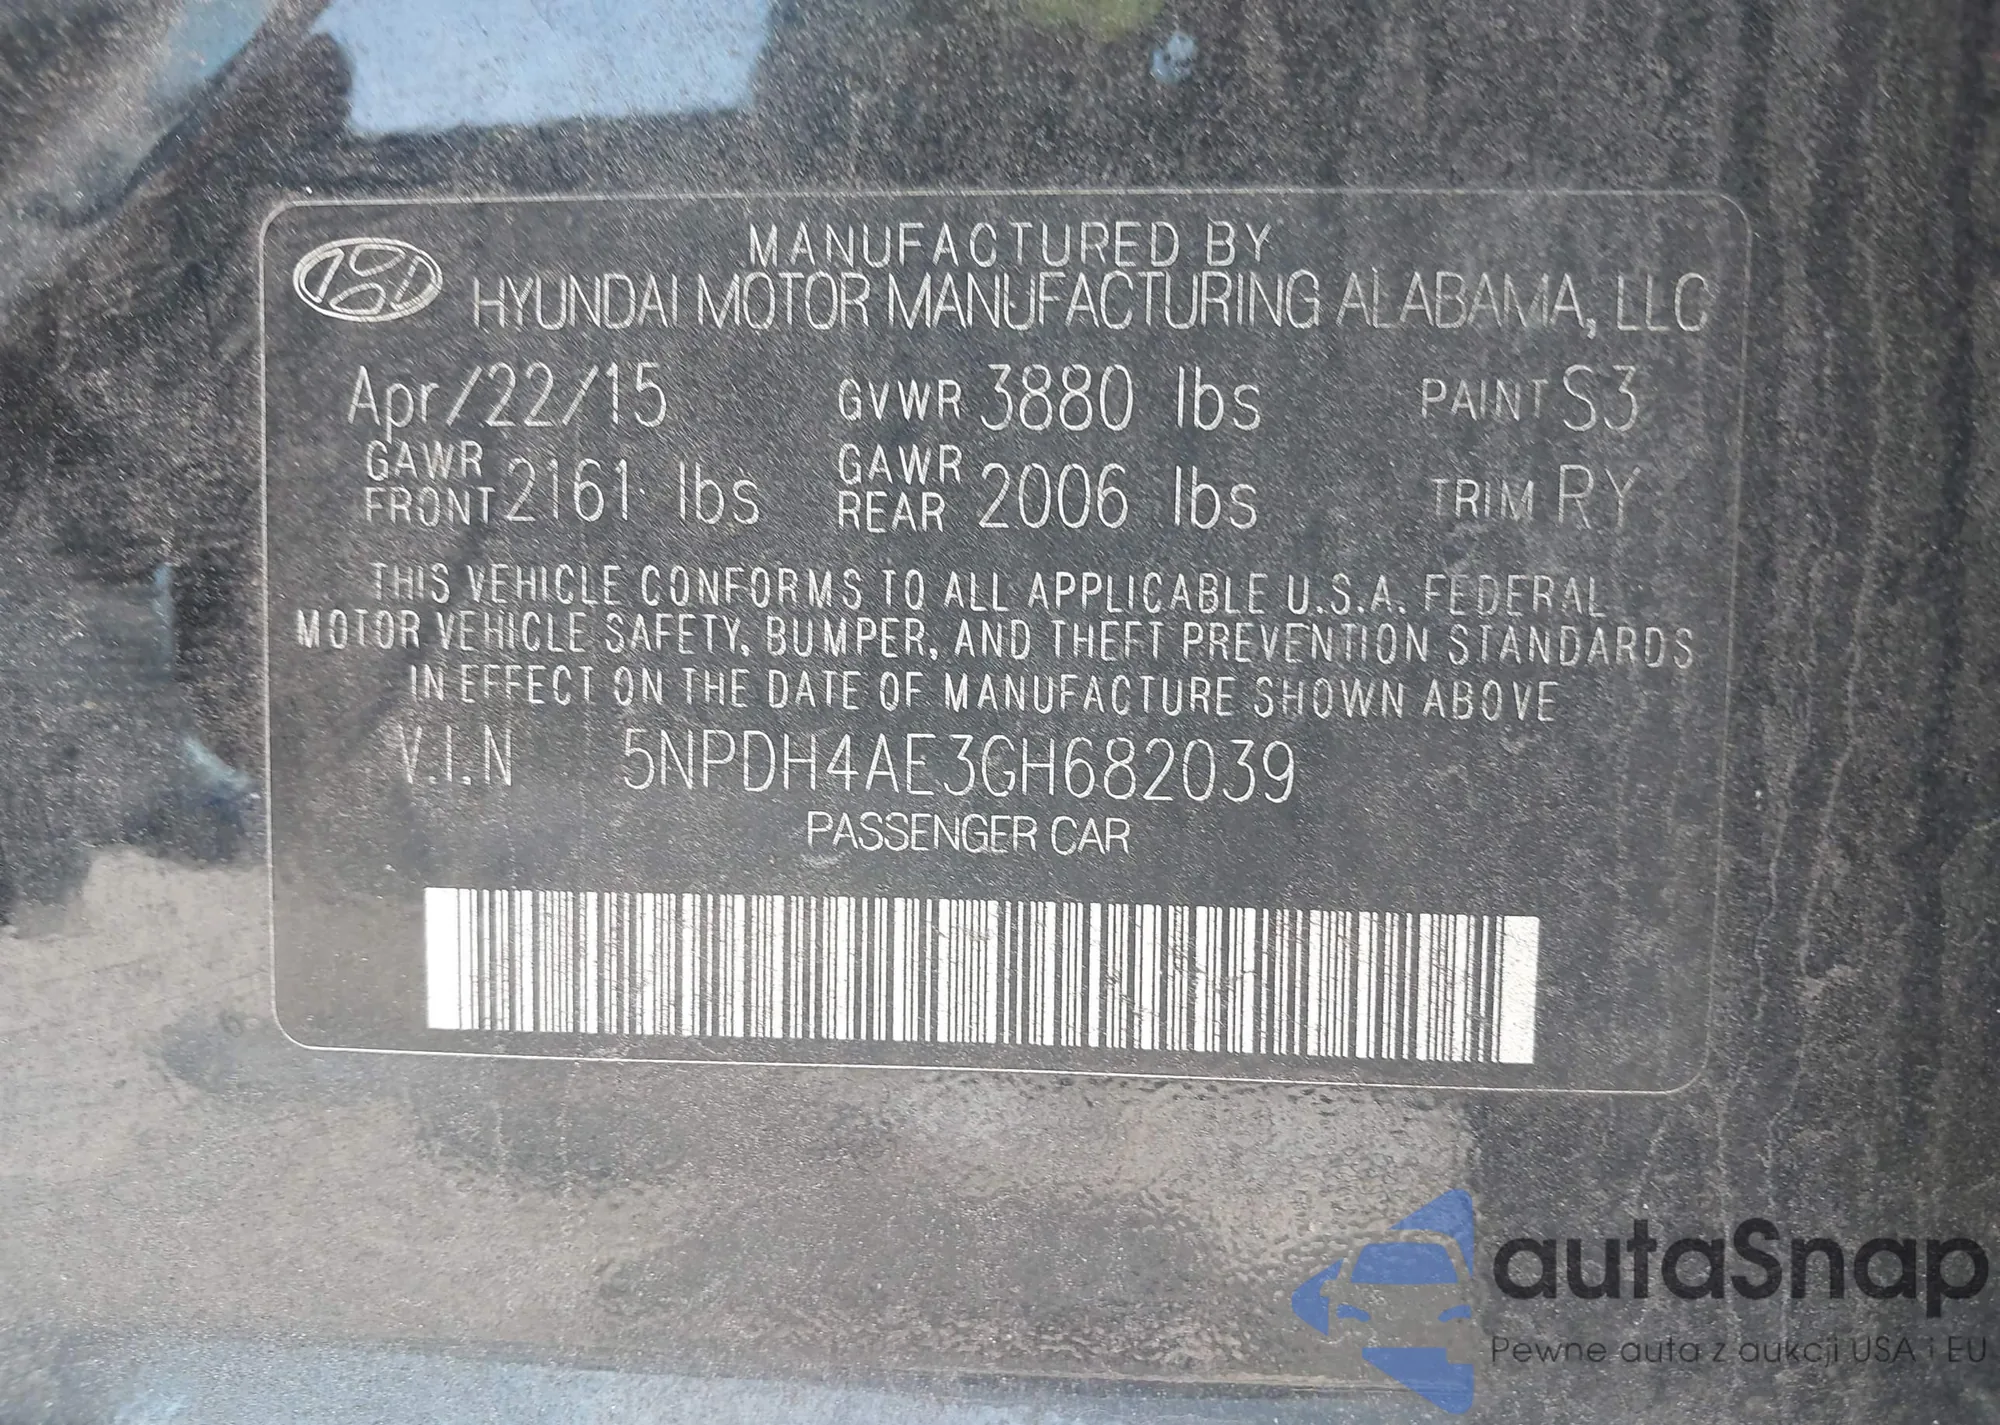 MANUFACTURED BY
HYUNDAI MOTOR MANUFACTURING ALABAMA, LLC
Apr/22/15 GVWR 3880 lbs PAINT S3
GAWR FRONT 2161 lbs GAWR REAR 2006 lbs TRIM RY
THIS VEHICLE CONFORMS TO ALL APPLICABLE U.S.A. FEDERAL
MOTOR VEHICLE SAFETY, BUMPER, AND THEFT PREVENTION STANDARDS
IN EFFECT ON THE DATE OF MANUFACTURE SHOWN ABOVE
V.I.N 5NPDH4AE3GH682039
PASSENGER CAR
autaSnap
Pewne auta z aukcji USA i EU